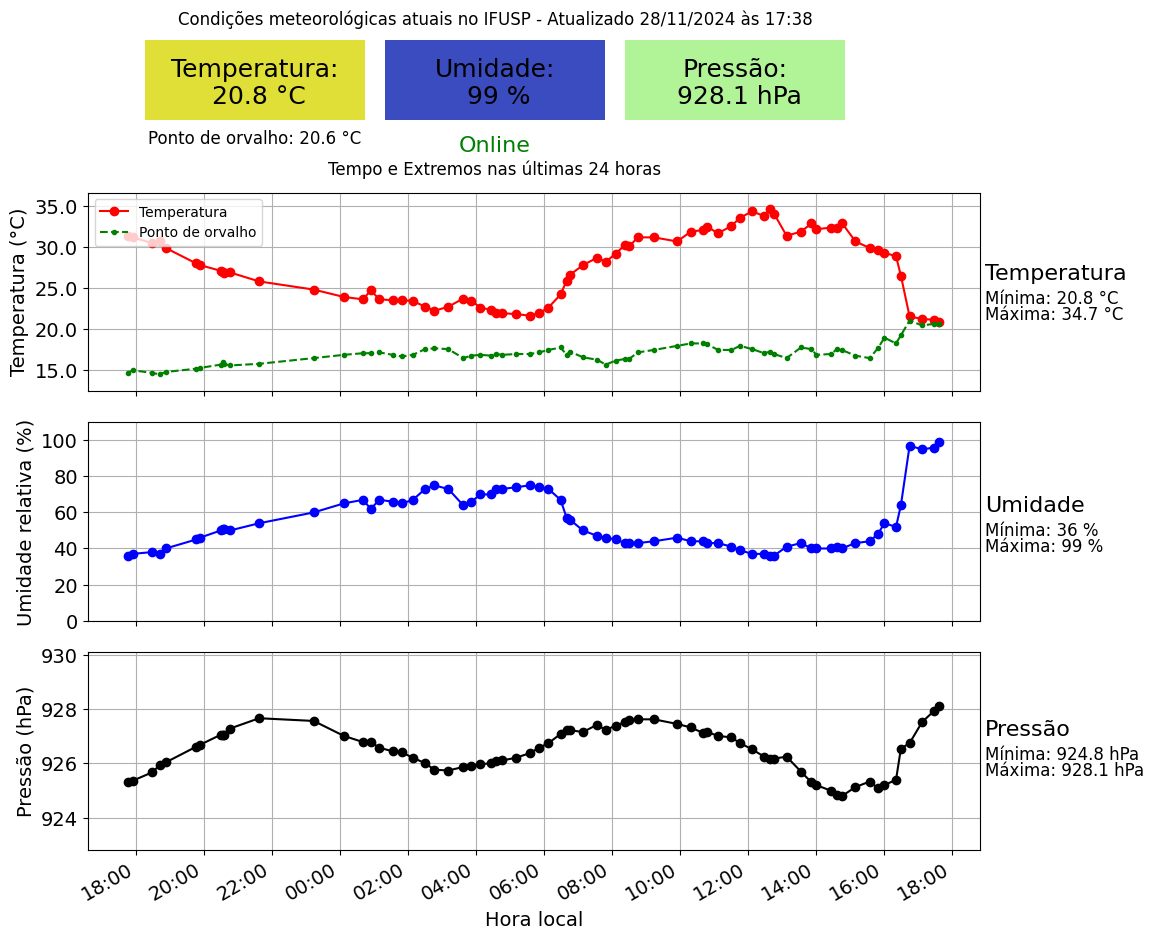 Condições meteorológicas atuais no IFUSP - Atualizado 28/11/2024 às 17:38
Temperatura:
20.8 °C
Umidade:
99 %
Pressão:
928.1 hPa
Ponto de orvalho: 20.6 °C
Online
Tempo e Extremos nas últimas 24 horas
Temperatura (°C)
35.0
30.0
25.0
20.0
15.0
Temperatura
Ponto de orvalho
Temperatura
Mínima: 20.8 °C
Máxima: 34.7 °C
Umidade relativa (%)
100
80
60
40
20
0
Umidade
Mínima: 36 %
Máxima: 99 %
Pressão (hPa)
930
928
926
924
Pressão
Mínima: 924.8 hPa
Máxima: 928.1 hPa
18:00 20:00 22:00 00:00 02:00 04:00 06:00 08:00 10:00 12:00 14:00 16:00 18:00
Hora local